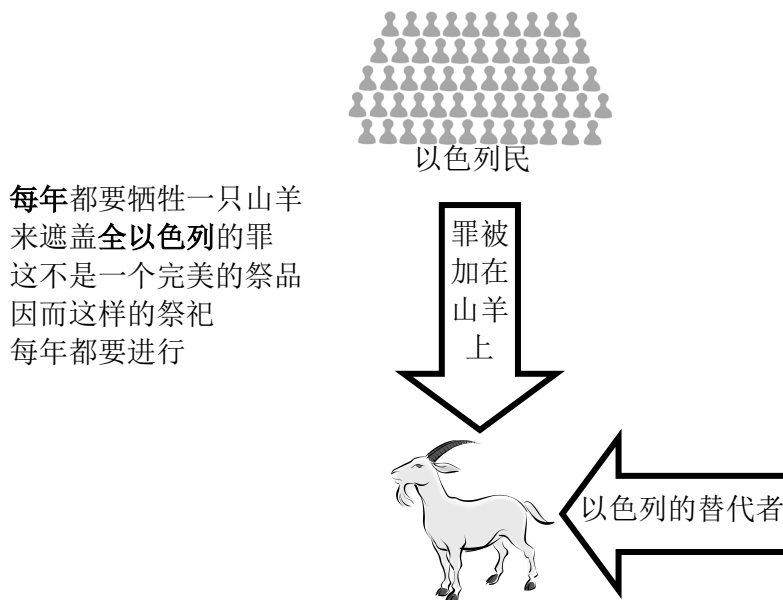 以色列民
每年都要牺牲一只山羊
来遮盖全以色列的罪
这不是一个完美的祭品
因而这样的祭祀
每年都要进行
罪被
加在
山羊
上
以色列的替代者